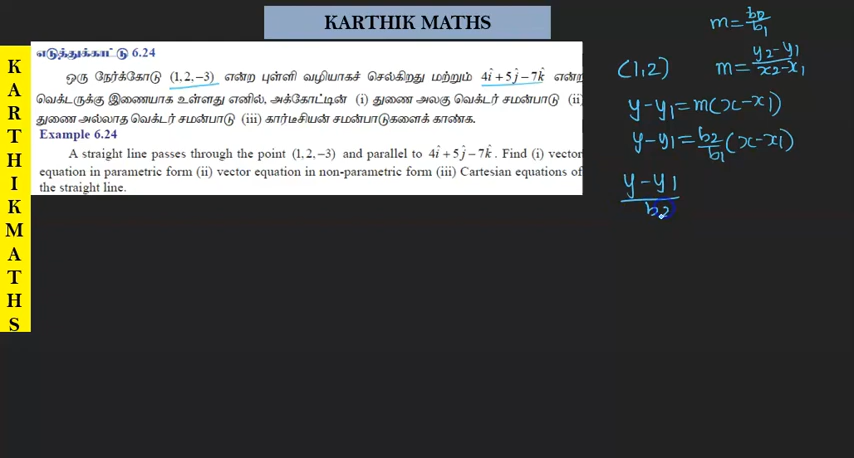 KARTHIK MATHS
K
A
R
T
H
I
K
M
A
T
H
S
எடுத்துக்காட்டு 6.24
ஒரு நேர்க்கோடு (1, 2, −3) என்ற புள்ளி வழியாகச் செல்கிறது மற்றும் 4î + 5ĵ − 7k̂ என்ற
வெக்டருக்கு இணையாக உள்ளது எனில், அக்கோட்டின் (i) துணை அலகு வெக்டர் சமன்பாடு (ii)
துணை அல்லாத வெக்டர் சமன்பாடு (iii) கார்டீசியன் சமன்பாடுகளைக் காண்க.
Example 6.24
A straight line passes through the point (1, 2, −3) and parallel to 4î + 5ĵ − 7k̂. Find (i) vector
equation in parametric form (ii) vector equation in non-parametric form (iii) Cartesian equations of
the straight line.
m = b2/b1
(1,2)
m = y2-y1/x2-x1
y-y1 = m(x-x1)
y-y1 = b2/b1 (x-x1)
y-y1/b2